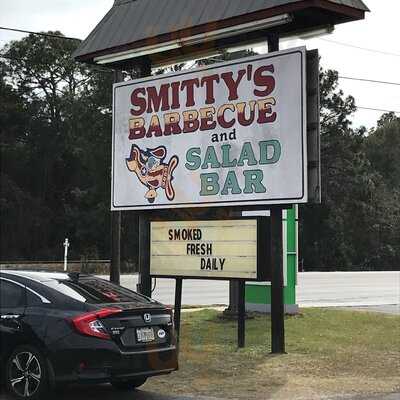 SMITTY'S
BARBECUE
and
SALAD
BAR
SMOKED
FRESH
DAILY